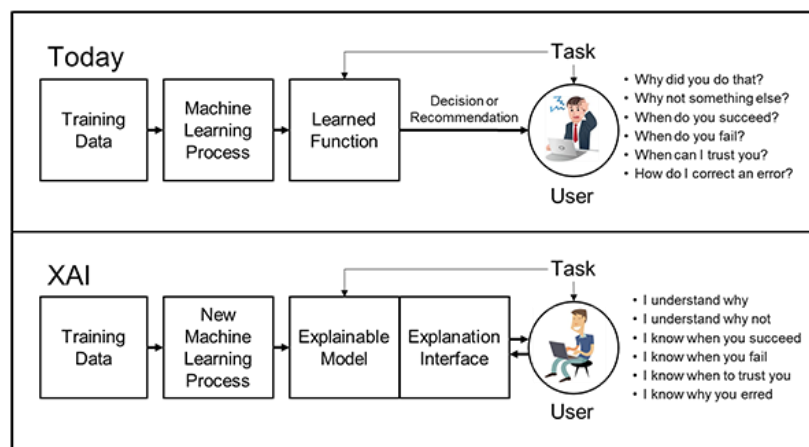 Today
Task
Training
Data
Machine
Learning
Process
Learned
Function
Decision or
Recommendation
User
• Why did you do that?
• Why not something else?
• When do you succeed?
• When do you fail?
• When can I trust you?
• How do I correct an error?
XAI
Task
Training
Data
New
Machine
Learning
Process
Explainable
Model
Explanation
Interface
User
• I understand why
• I understand why not
• I know when you succeed
• I know when you fail
• I know when to trust you
• I know why you erred